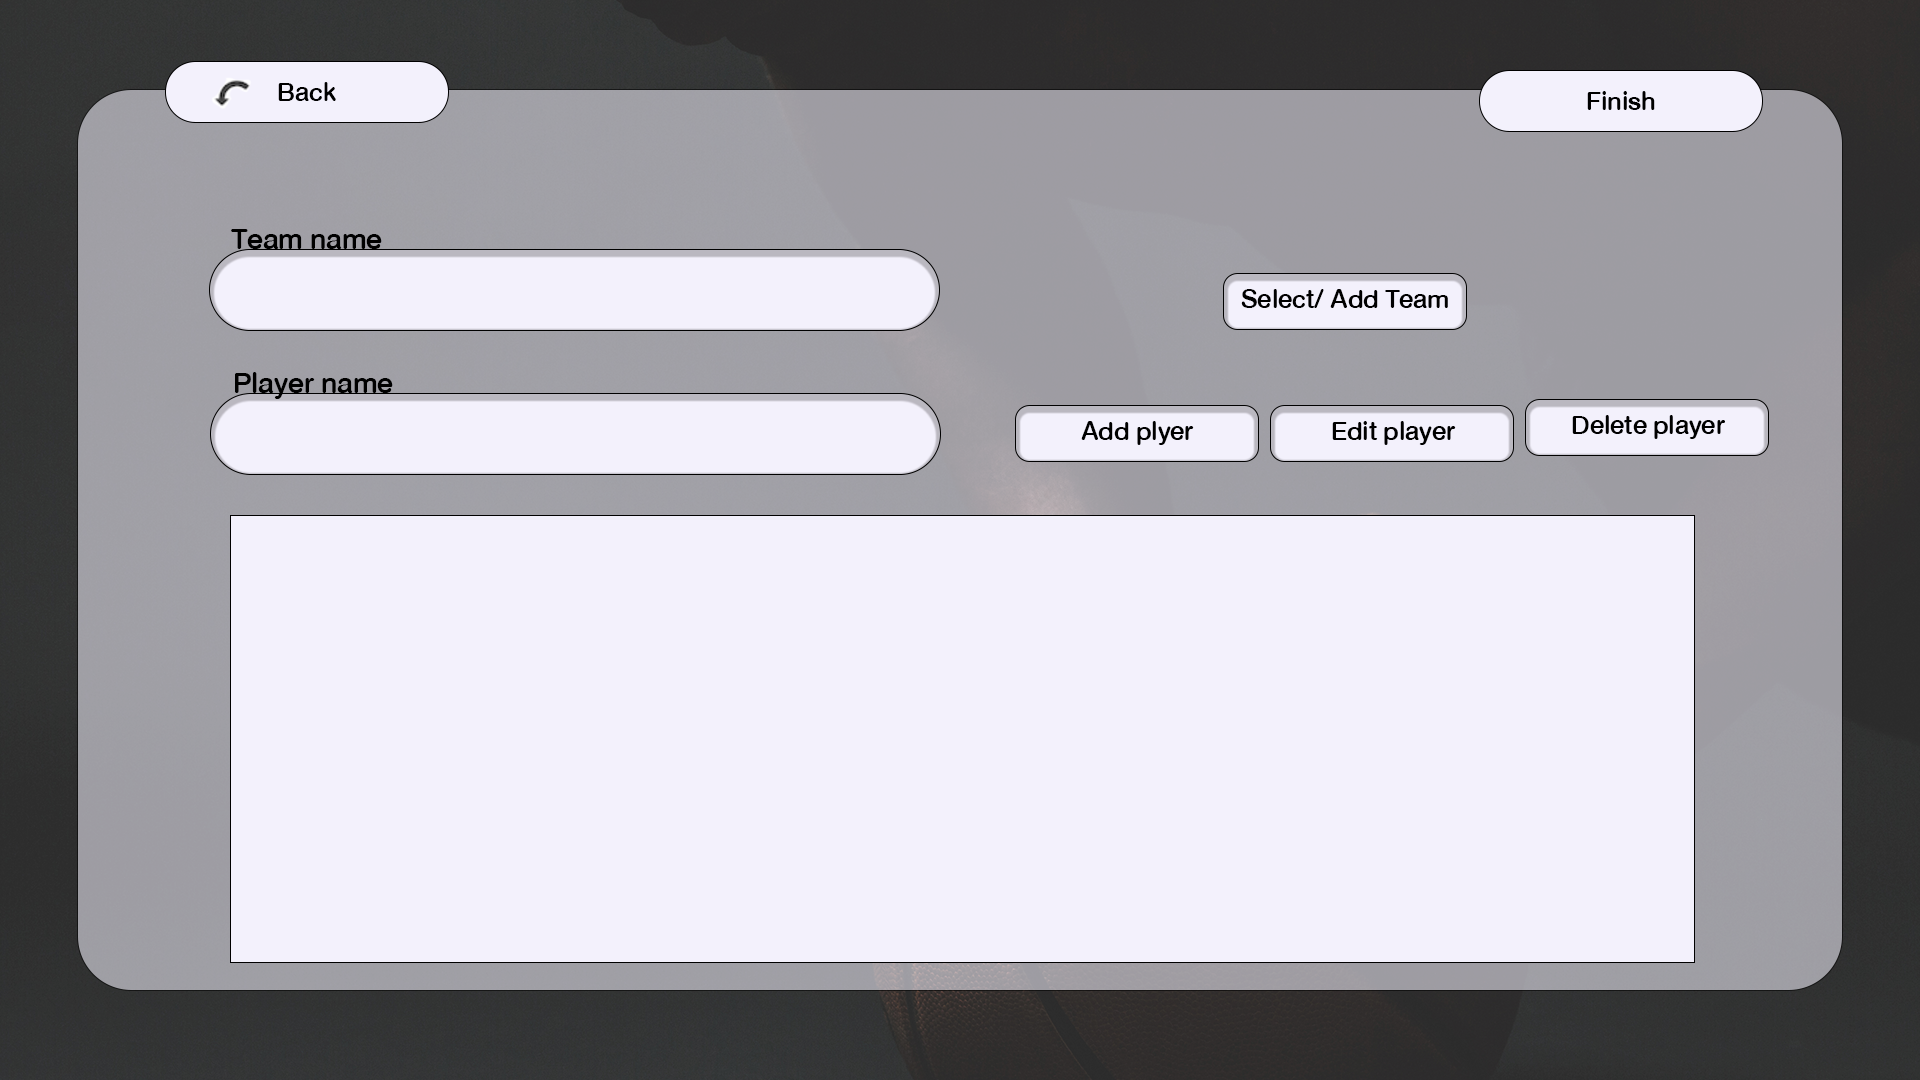 Back
Finish
Team name
Select/ Add Team
Player name
Add plyer
Edit player
Delete player